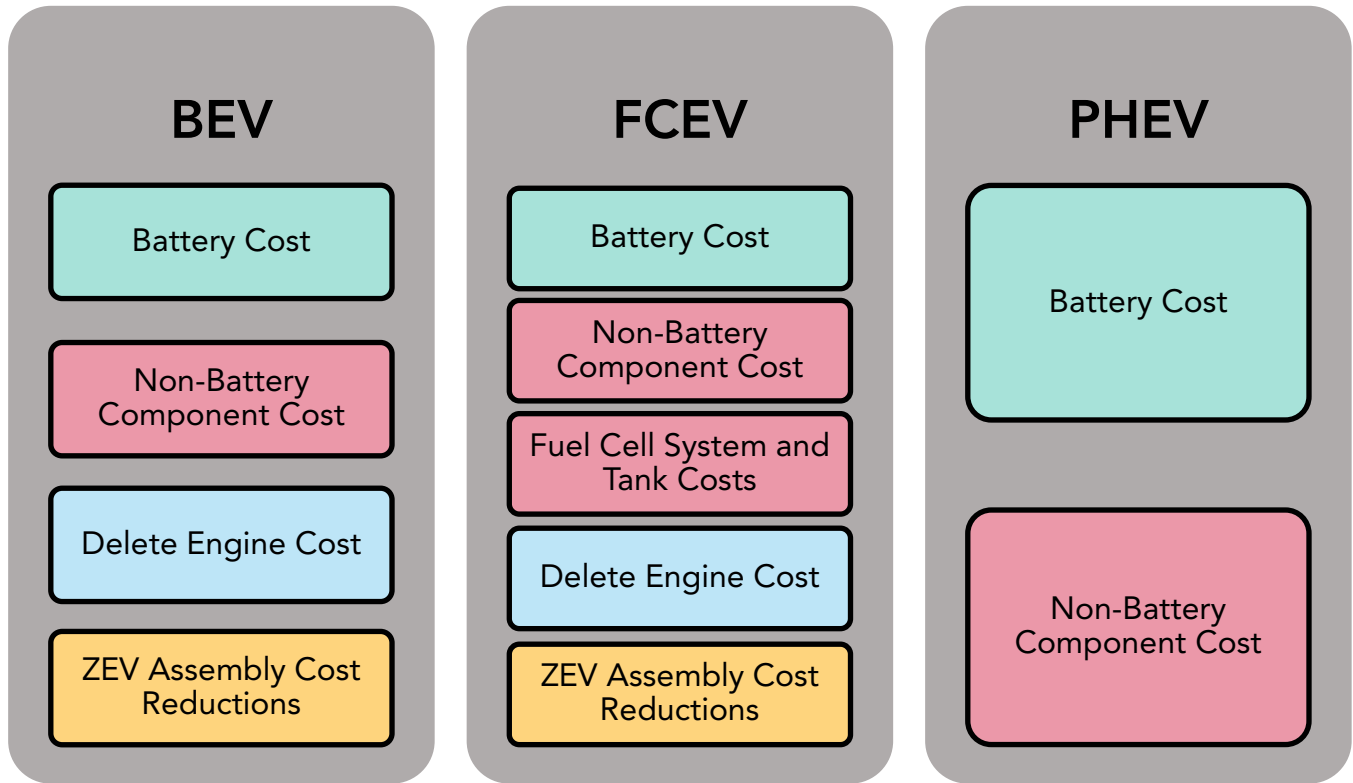 BEV
Battery Cost
Non-Battery
Component Cost
Delete Engine Cost
ZEV Assembly Cost
Reductions
FCEV
Battery Cost
Non-Battery
Component Cost
Fuel Cell System and
Tank Costs
Delete Engine Cost
ZEV Assembly Cost
Reductions
PHEV
Battery Cost
Non-Battery
Component Cost